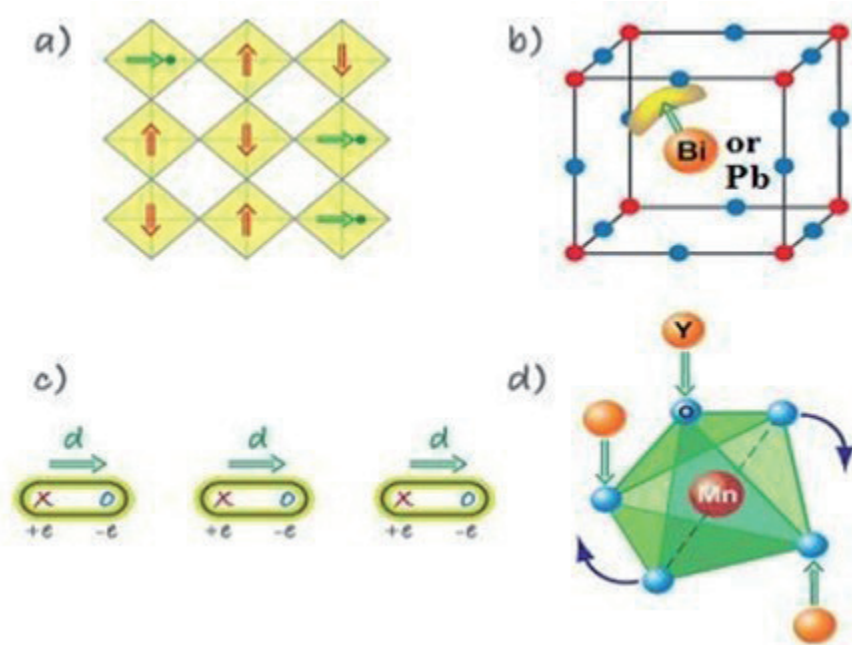 a)
b)
Bi or
Pb
c)
d d d
x o x o x o
+e -e +e -e +e -e
d)
Y
O
Mn